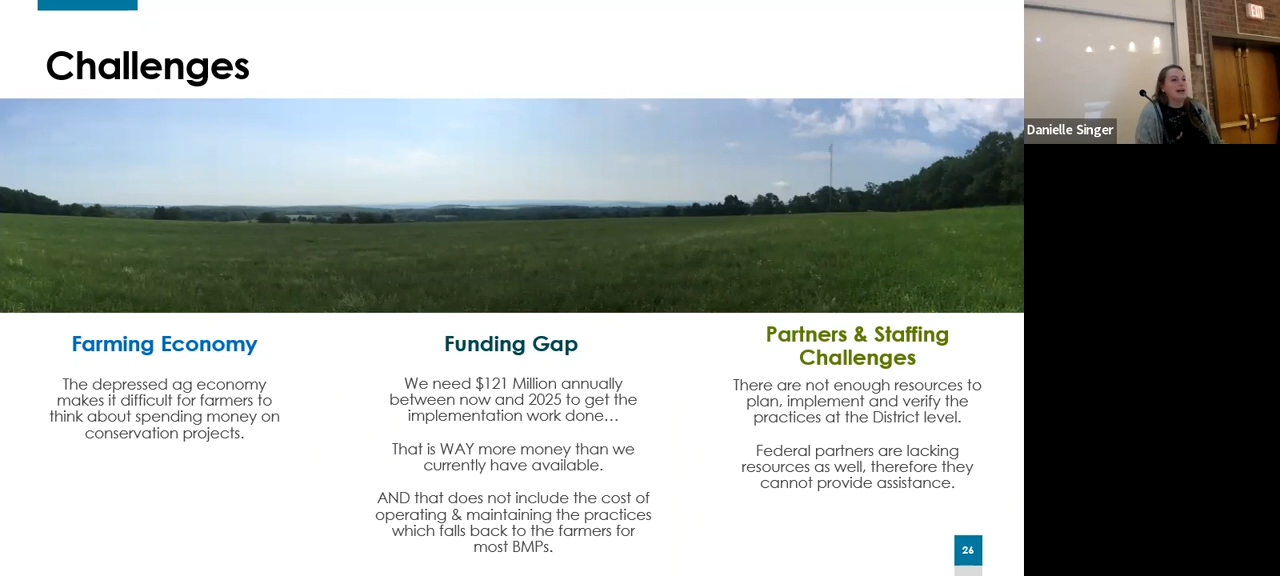 Challenges
Farming Economy
The depressed ag economy
makes it difficult for farmers to
think about spending money on
conservation projects.
Funding Gap
We need $121 Million annually
between now and 2025 to get the
implementation work done…
That is WAY more money than we
currently have available.
AND that does not include the cost of
operating & maintaining the practices
which falls back to the farmers for
most BMPs.
Partners & Staffing
Challenges
There are not enough resources to
plan, implement and verify the
practices at the District level.
Federal partners are lacking
resources as well, therefore they
cannot provide assistance.
26
EXIT
Danielle Singer